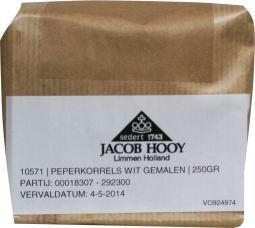 sedert 1743
JACOB HOOY
Limmen Holland
10571 | PEPERKORRELS WIT GEMALEN | 250GR
PARTIJ: 00018307 - 292300
VERVALDATUM: 4-5-2014
VO924974